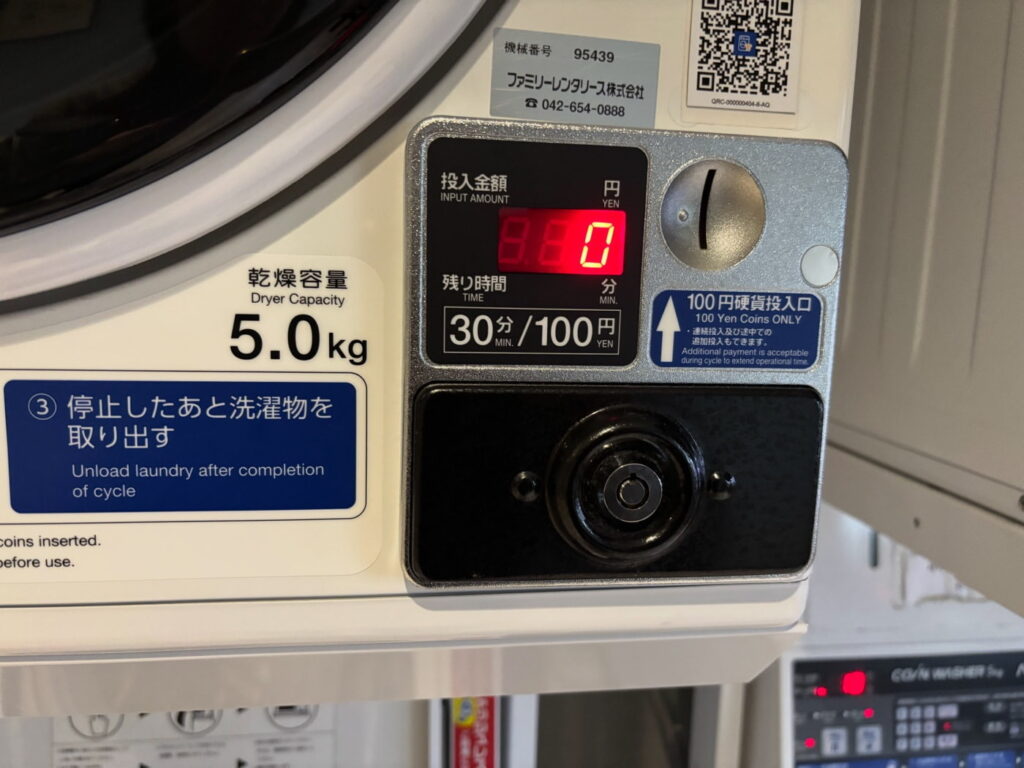 機械番号 95439
ファミリーレンタリース株式会社
☎ 042-654-0888
QRC-000000404-8-AQ
投入金額 円
INPUT AMOUNT YEN
0
残り時間 分
TIME MIN.
30分 MIN. / 100円 YEN
100円硬貨投入口
100 Yen Coins ONLY
・連続投入及び途中での
追加投入もできます。
Additional payment is acceptable
during cycle to extend operational time.
乾燥容量
Dryer Capacity
5.0kg
③ 停止したあと洗濯物を
取り出す
Unload laundry after completion
of cycle
coins inserted.
before use.
COIN WASHER